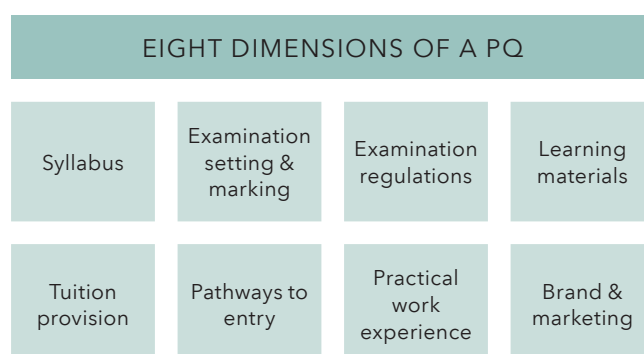 EIGHT DIMENSIONS OF A PQ
Syllabus
Examination
setting &
marking
Examination
regulations
Learning
materials
Tuition
provision
Pathways to
entry
Practical
work
experience
Brand &
marketing